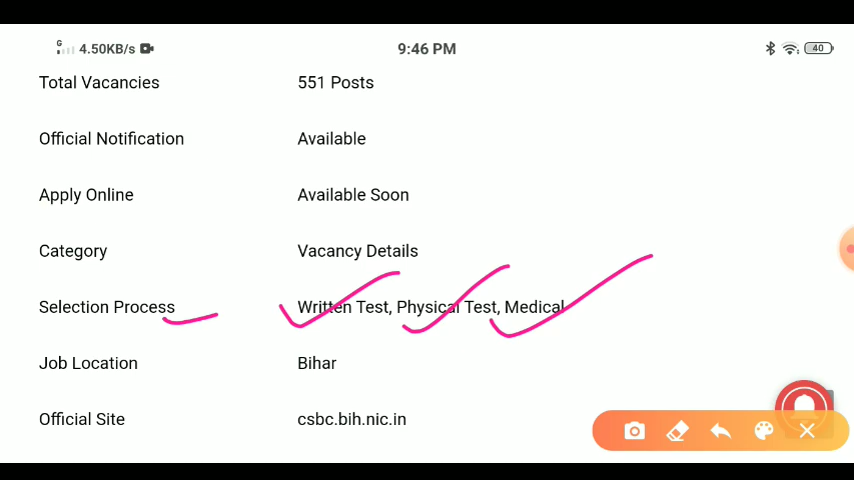 G 4.50KB/s 9:46 PM 40
Total Vacancies 551 Posts
Official Notification Available
Apply Online Available Soon
Category Vacancy Details
Selection Process Written Test, Physical Test, Medical
Job Location Bihar
Official Site csbc.bih.nic.in